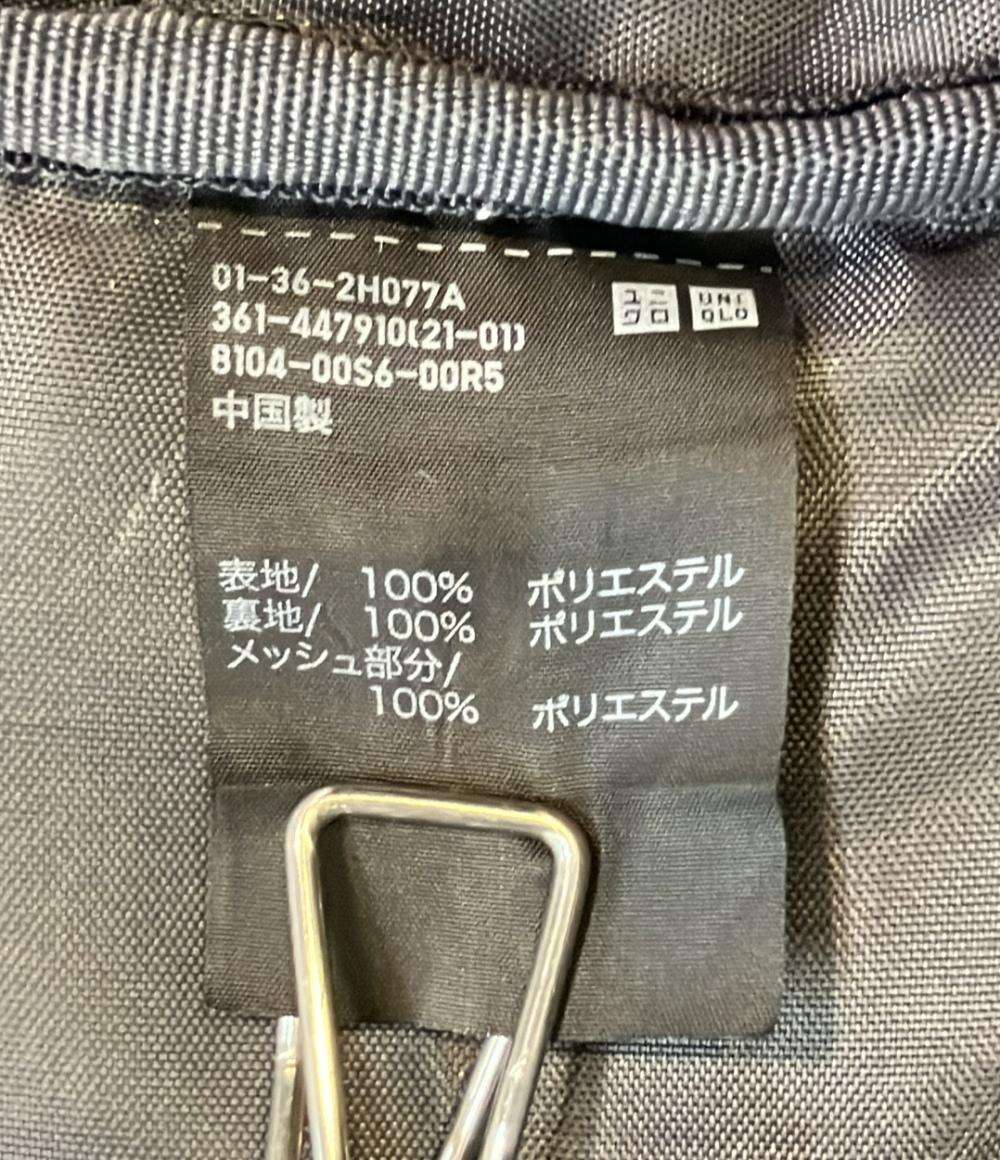 01-36-2H077A
361-447910(21-01)
8104-00S6-00R5
中国製
ユニクロ
UNIQLO
表地/ 100% ポリエステル
裏地/ 100% ポリエステル
メッシュ部分/
100% ポリエステル